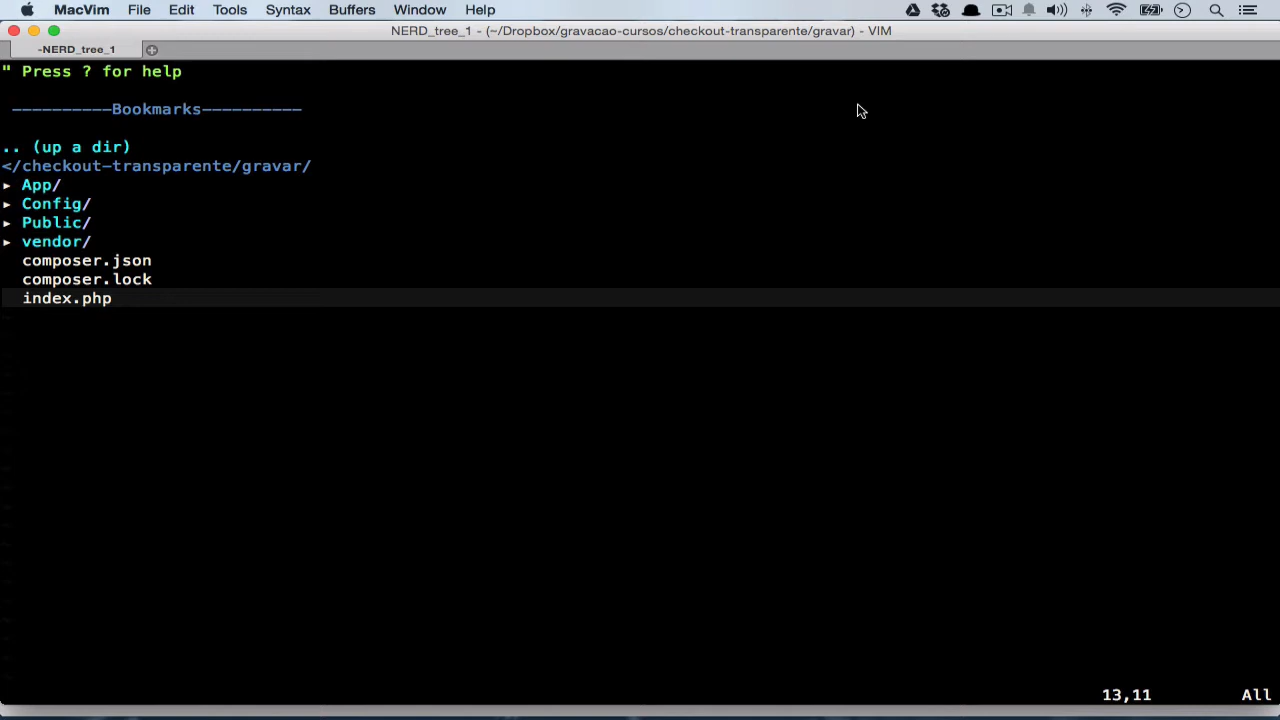 MacVim File Edit Tools Syntax Buffers Window Help
NERD_tree_1 - (~/Dropbox/gravacao-cursos/checkout-transparente/gravar) - VIM
-NERD_tree_1
" Press ? for help
----------Bookmarks----------
.. (up a dir)
</checkout-transparente/gravar/
▸ App/
▸ Config/
▸ Public/
▸ vendor/
composer.json
composer.lock
index.php
13,11 All